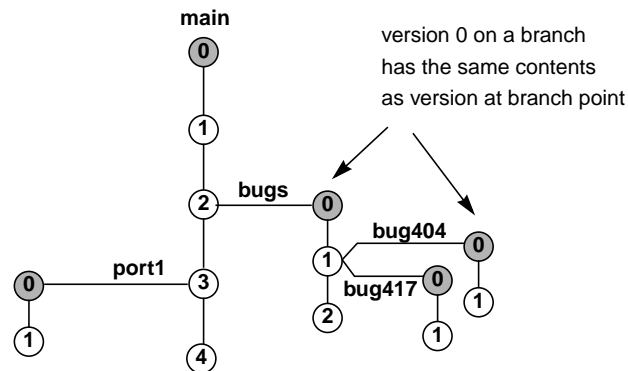 main
0
version 0 on a branch
has the same contents
as version at branch point
1
bugs
2
0
bug404
0
1
port1
0
3
bug417
0
1
1
2
1
4